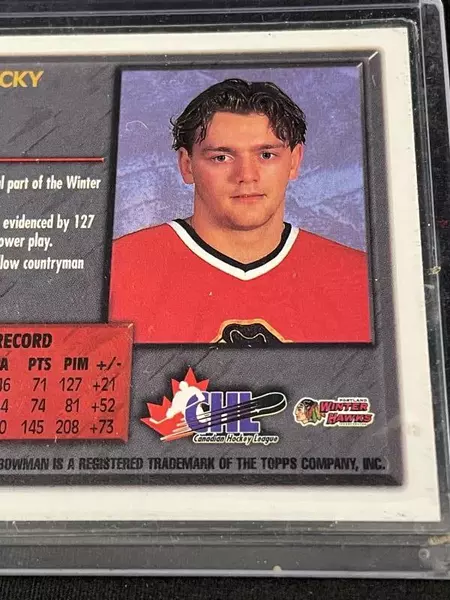 CKY
l part of the Winter
evidenced by 127
ower play.
low countryman
RECORD
A PTS PIM +/-
46 71 127 +21
4 74 81 +52
0 145 208 +73
CHL
Canadian Hockey League
PORTLAND
WINTER
HAWKS
BOWMAN IS A REGISTERED TRADEMARK OF THE TOPPS COMPANY, INC.